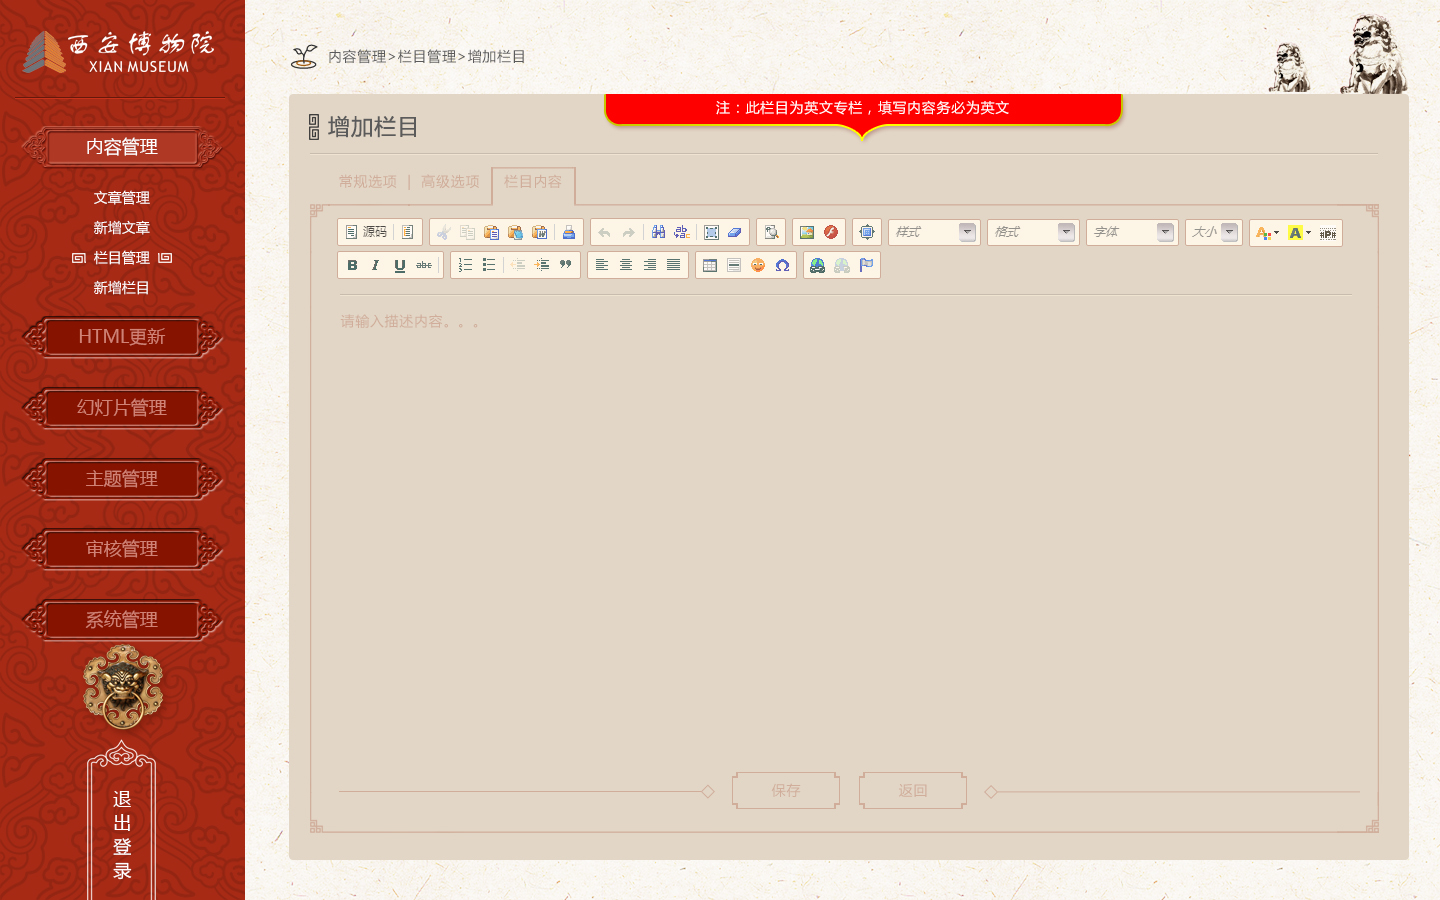 西安博物院
XIAN MUSEUM
内容管理
文章管理
新增文章
栏目管理
新增栏目
HTML更新
幻灯片管理
主题管理
审核管理
系统管理
退出登录
内容管理>栏目管理>增加栏目
注：此栏目为英文专栏，填写内容务必为英文
增加栏目
常规选项 | 高级选项 栏目内容
源码 样式 格式 字体 大小 A A
B I U abc
请输入描述内容。。。
保存 返回